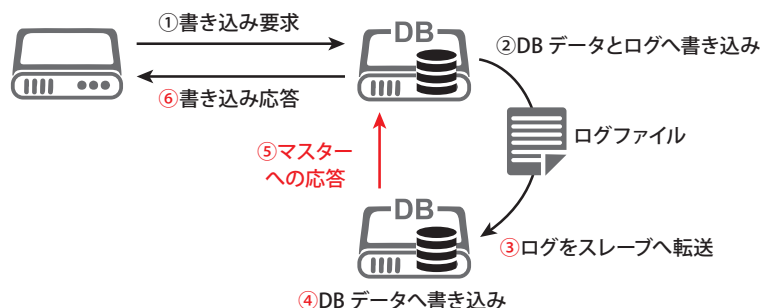 ①書き込み要求
DB
②DB データとログへ書き込み
⑥書き込み応答
ログファイル
⑤マスター
への応答
DB
③ログをスレーブへ転送
④DB データへ書き込み